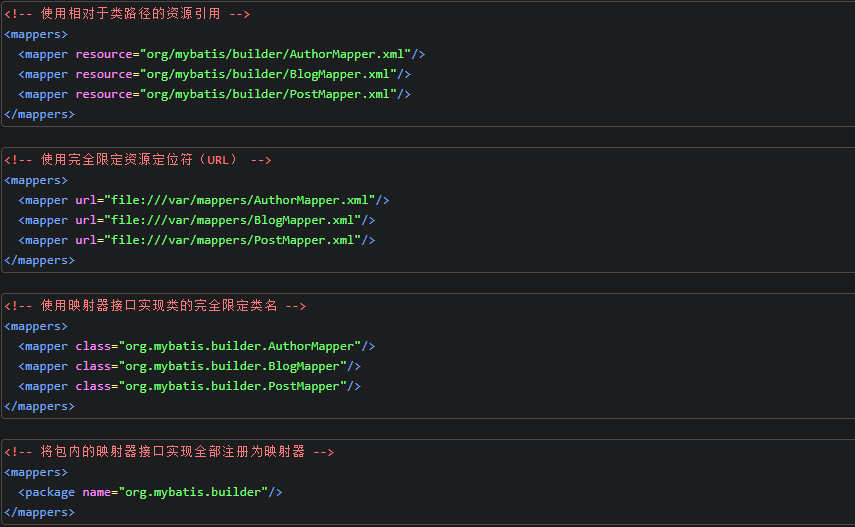 <!-- 使用相对于类路径的资源引用 -->
<mappers>
  <mapper resource="org/mybatis/builder/AuthorMapper.xml"/>
  <mapper resource="org/mybatis/builder/BlogMapper.xml"/>
  <mapper resource="org/mybatis/builder/PostMapper.xml"/>
</mappers>
<!-- 使用完全限定资源定位符（URL） -->
<mappers>
  <mapper url="file:///var/mappers/AuthorMapper.xml"/>
  <mapper url="file:///var/mappers/BlogMapper.xml"/>
  <mapper url="file:///var/mappers/PostMapper.xml"/>
</mappers>
<!-- 使用映射器接口实现类的完全限定类名 -->
<mappers>
  <mapper class="org.mybatis.builder.AuthorMapper"/>
  <mapper class="org.mybatis.builder.BlogMapper"/>
  <mapper class="org.mybatis.builder.PostMapper"/>
</mappers>
<!-- 将包内的映射器接口实现全部注册为映射器 -->
<mappers>
  <package name="org.mybatis.builder"/>
</mappers>